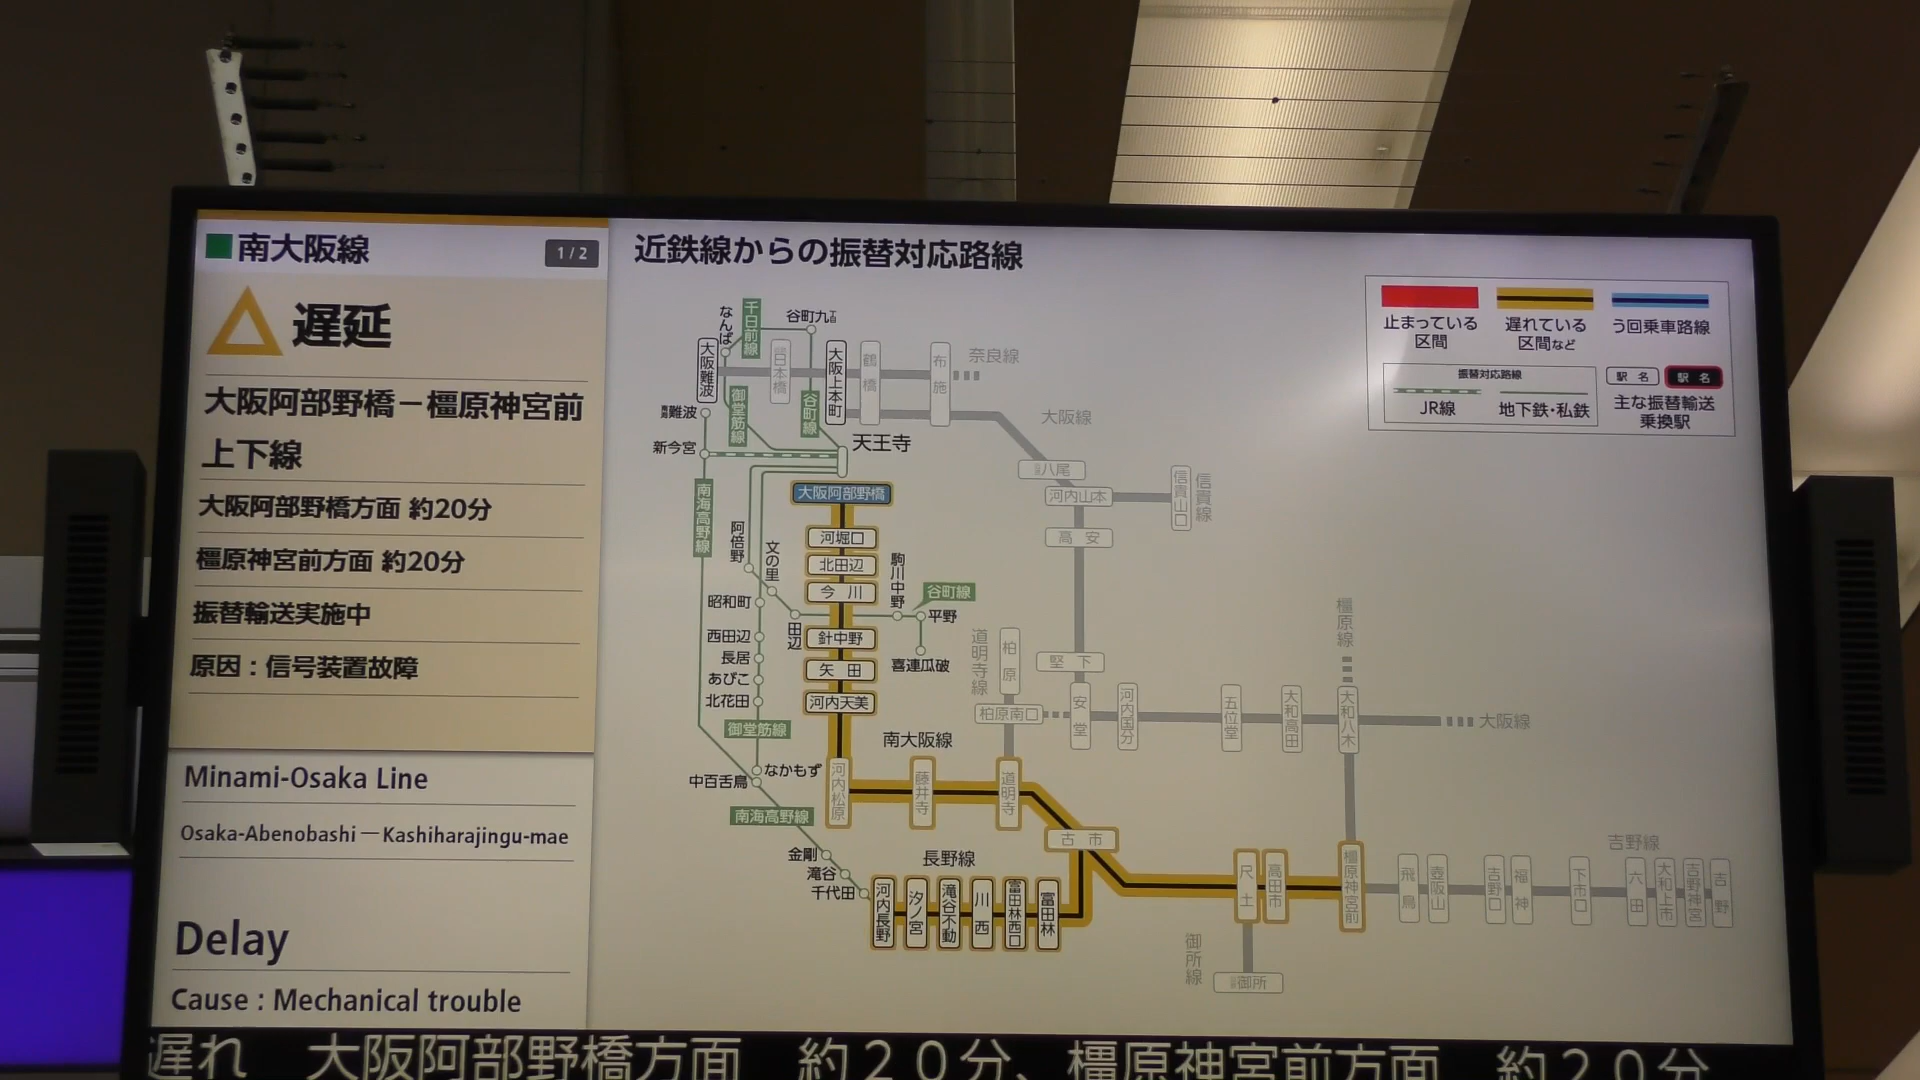 南大阪線
1/2
遅延
大阪阿部野橋－橿原神宮前
上下線
大阪阿部野橋方面 約20分
橿原神宮前方面 約20分
振替輸送実施中
原因：信号装置故障
Minami-Osaka Line
Osaka-Abenobashi－Kashiharajingu-mae
Delay
Cause : Mechanical trouble
近鉄線からの振替対応路線
止まっている
区間
遅れている
区間など
う回乗車路線
振替対応路線
JR線
地下鉄・私鉄
駅 名
駅 名
主な振替輸送
乗換駅
なんば
千日前線
谷町九丁目
大阪難波
日本橋
大阪上本町
鶴橋
布施
奈良線
難波
御堂筋線
谷町線
大阪線
新今宮
天王寺
八尾
河内山本
信貴山口
信貴線
高安
南海高野線
大阪阿部野橋
阿倍野
文の里
河堀口
北田辺
今川
駒川中野
谷町線
昭和町
田辺
平野
西田辺
針中野
喜連瓜破
長居
矢田
あびこ
北花田
河内天美
御堂筋線
南大阪線
道明寺線
柏原
堅下
橿原線
柏原南口
安堂
河内国分
五位堂
大和高田
大和八木
大阪線
なかもず
中百舌鳥
河内松原
藤井寺
道明寺
南海高野線
古市
金剛
滝谷
千代田
長野線
河内長野
汐ノ宮
滝谷不動
川西
富田林西口
富田林
尺土
高田市
橿原神宮前
吉野線
飛鳥
壺阪山
吉野口
福神
下市口
六田
大和上市
吉野神宮
吉野
御所線
御所
遅れ 大阪阿部野橋方面 約２０分、橿原神宮前方面 約２０分